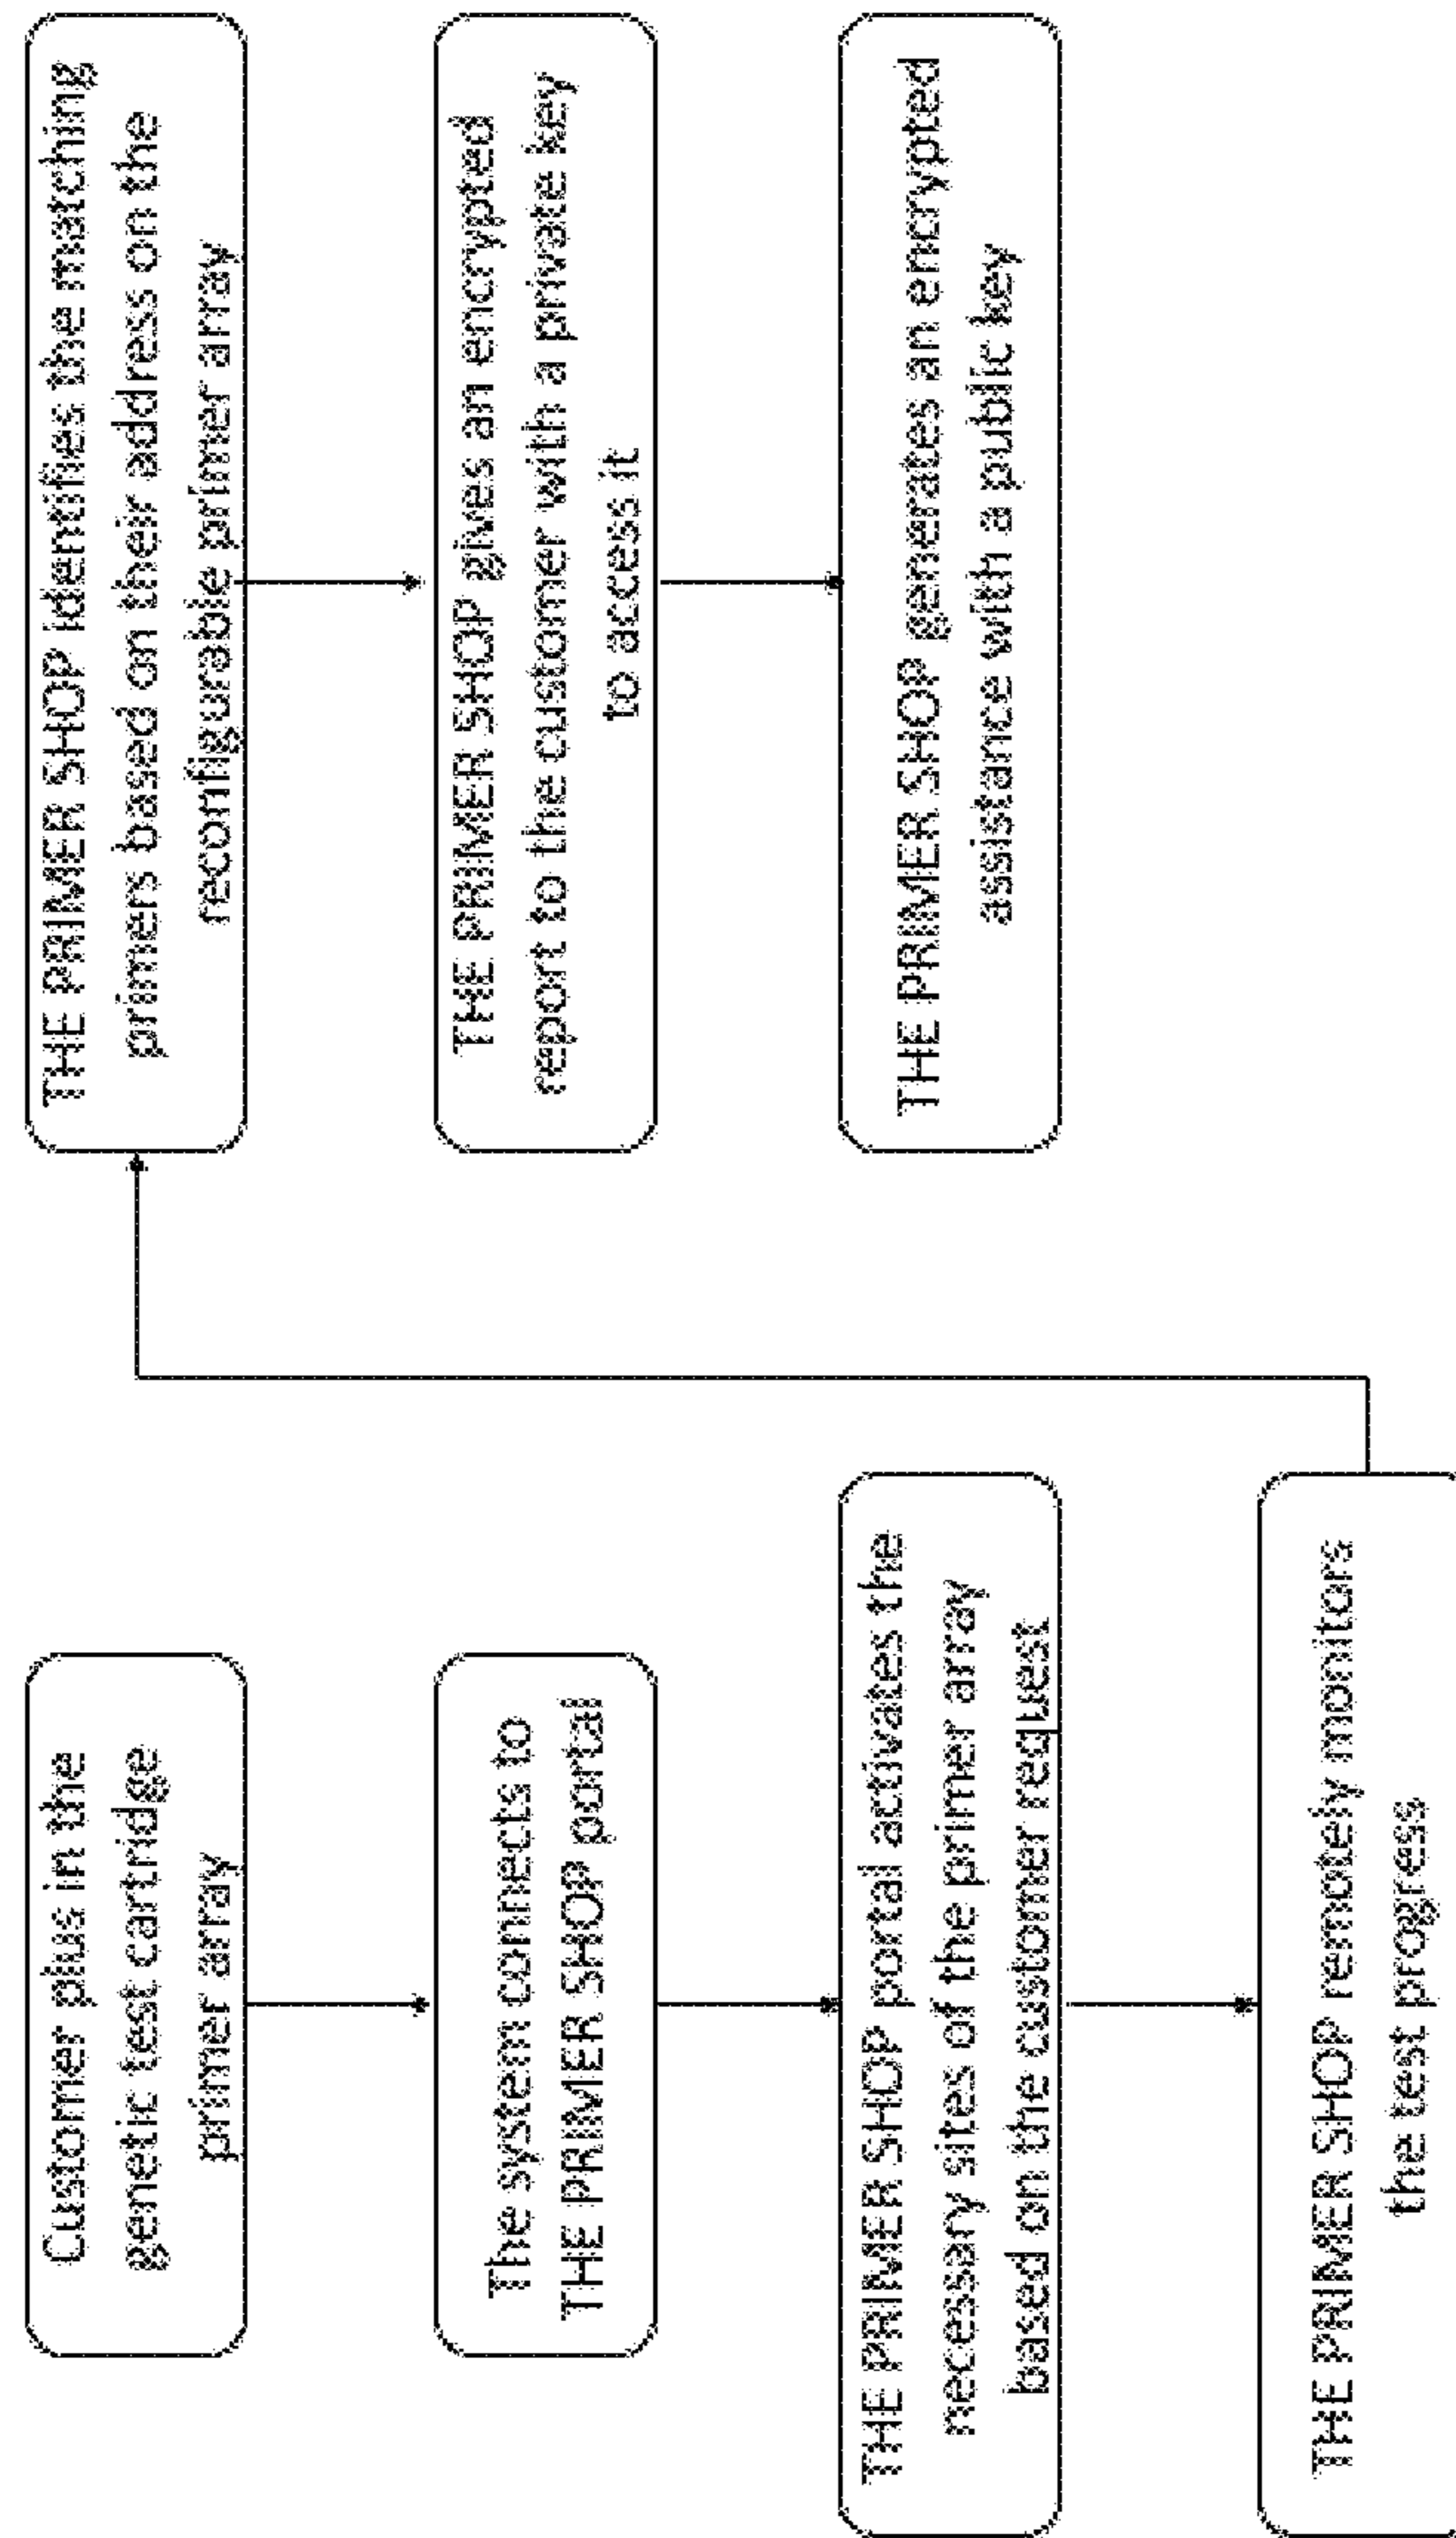 Customer plus in the
genetic test cartridge
primer array
The system connects to
THE PRIMER SHOP portal
THE PRIMER SHOP portal activates the
necessary sites of the primer array
based on the customer request
THE PRIMER SHOP remotely monitors
the test progress
THE PRIMER SHOP identifies the matching
primers based on their address on the
reconfigurable primer array
THE PRIMER SHOP gives an encrypted
report to the customer with a private key
to access it
THE PRIMER SHOP generates an encrypted
assistance with a public key